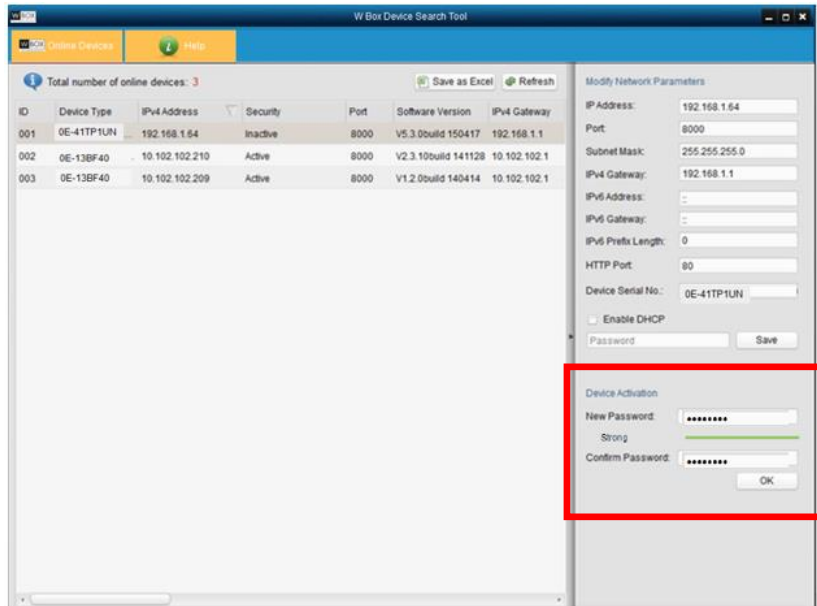 W BOX W Box Device Search Tool
W BOX Online Devices Help
Total number of online devices: 3 Save as Excel Refresh
ID Device Type IPv4 Address Security Port Software Version IPv4 Gateway
001 0E-41TP1UN ... 192.168.1.64 Inactive 8000 V5.3.0build 150417 192.168.1.1
002 0E-13BF40 10.102.102.210 Active 8000 V2.3.10build 141128 10.102.102.1
003 0E-13BF40 10.102.102.209 Active 8000 V1.2.0build 140414 10.102.102.1
Modify Network Parameters
IP Address: 192.168.1.64
Port: 8000
Subnet Mask: 255.255.255.0
IPv4 Gateway: 192.168.1.1
IPv6 Address: ::
IPv6 Gateway: ::
IPv6 Prefix Length: 0
HTTP Port: 80
Device Serial No.: 0E-41TP1UN
Enable DHCP
Password Save
Device Activation
New Password: ••••••••
Strong
Confirm Password: ••••••••
OK